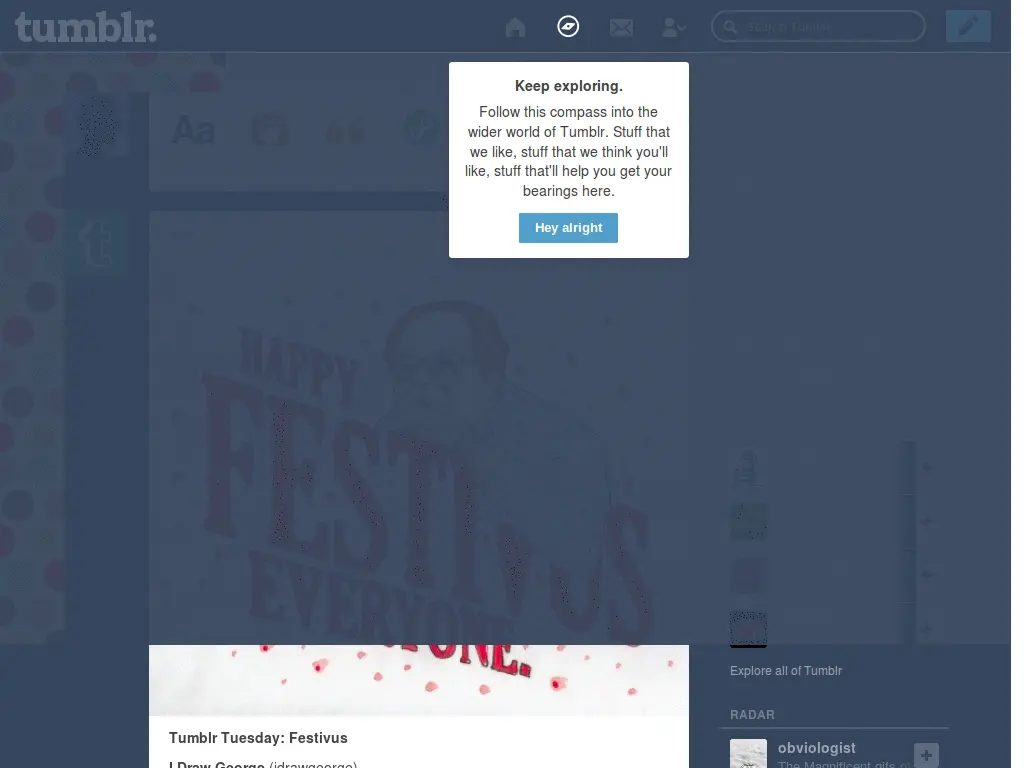 tumblr.
Search Tumblr
Keep exploring.
Follow this compass into the
wider world of Tumblr. Stuff that
we like, stuff that we think you'll
like, stuff that'll help you get your
bearings here.
Hey alright
Aa
t
HAPPY
FESTIVUS
EVERYONE.
Explore all of Tumblr
RADAR
Tumblr Tuesday: Festivus
obviologist
I Draw George (idrawgeorge)
The Magnificent gifs of